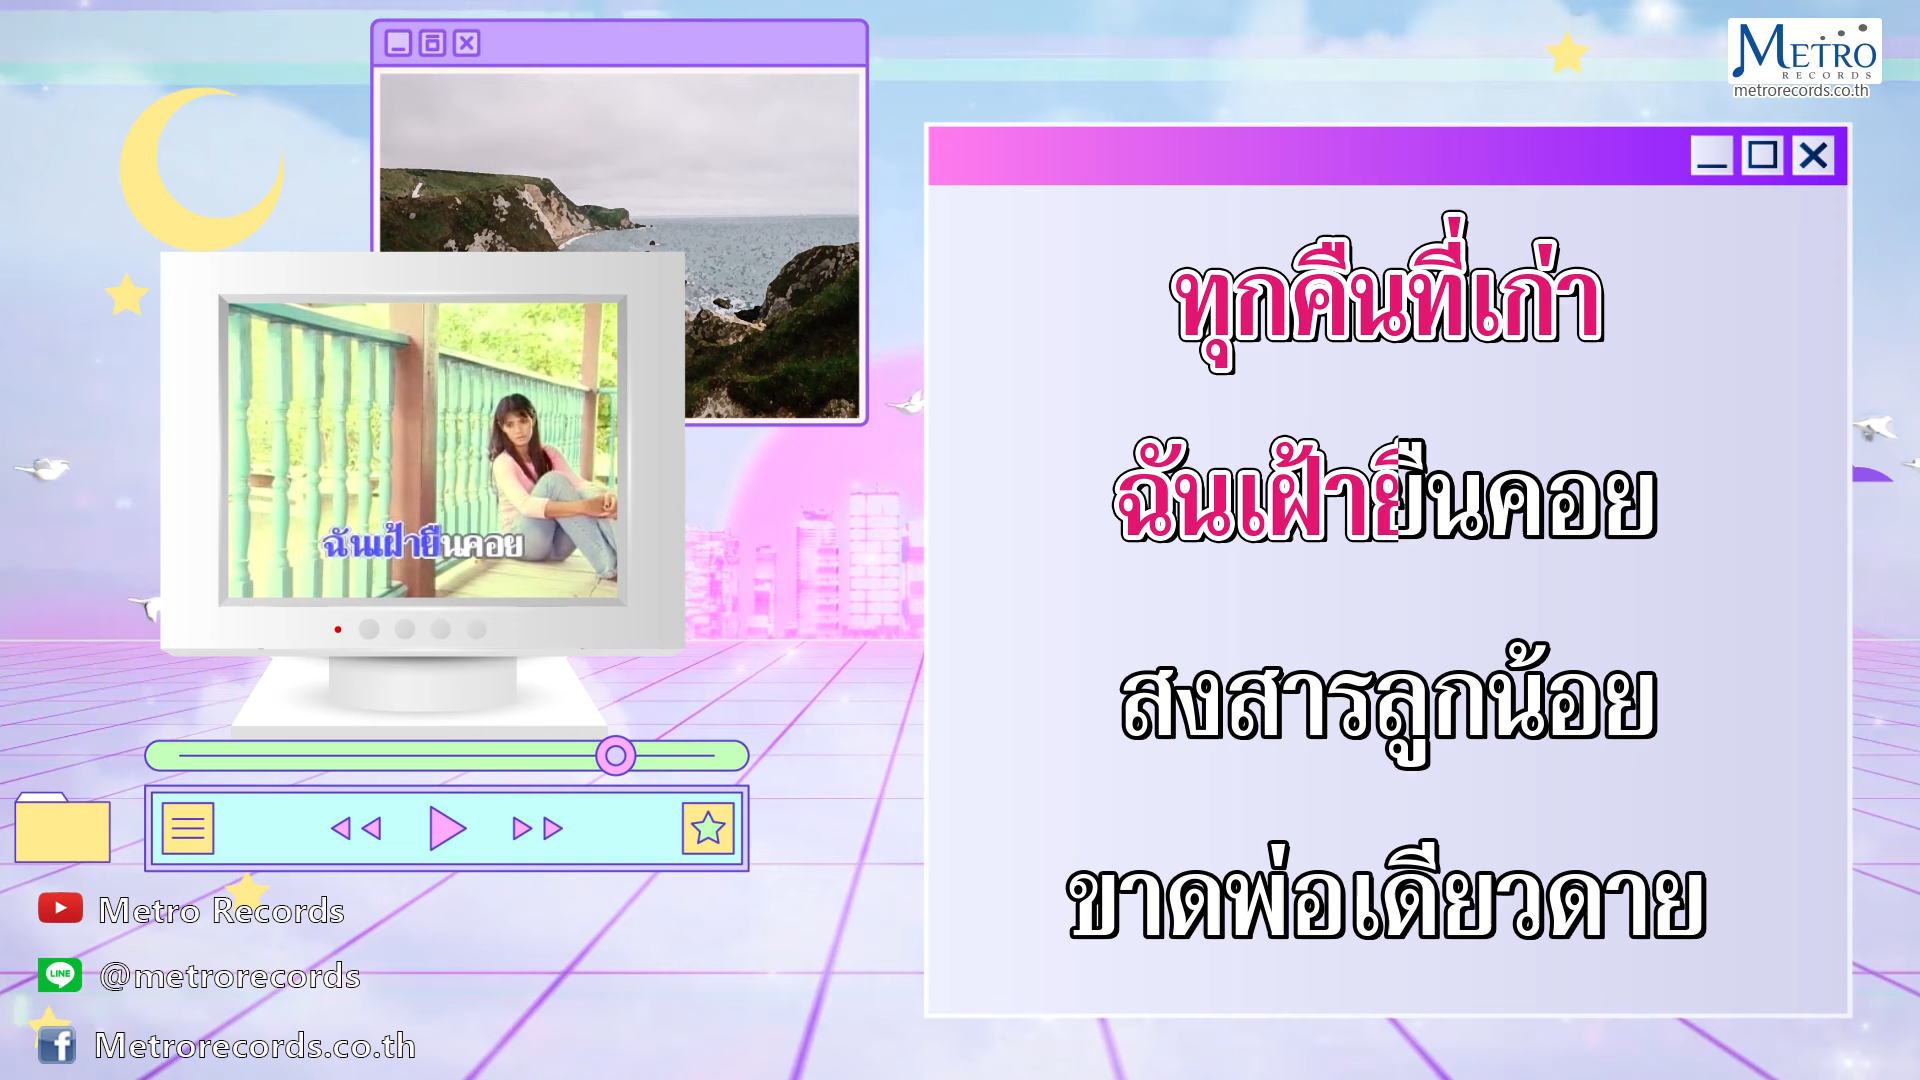 METRO
RECORDS
metrorecords.co.th
ทุกคืนที่เก่า
ฉันเฝ้ายืนคอย
สงสารลูกน้อย
ขาดพ่อเดียวดาย
ฉันเฝ้ายืนคอย
Metro Records
LINE
@metrorecords
Metrorecords.co.th